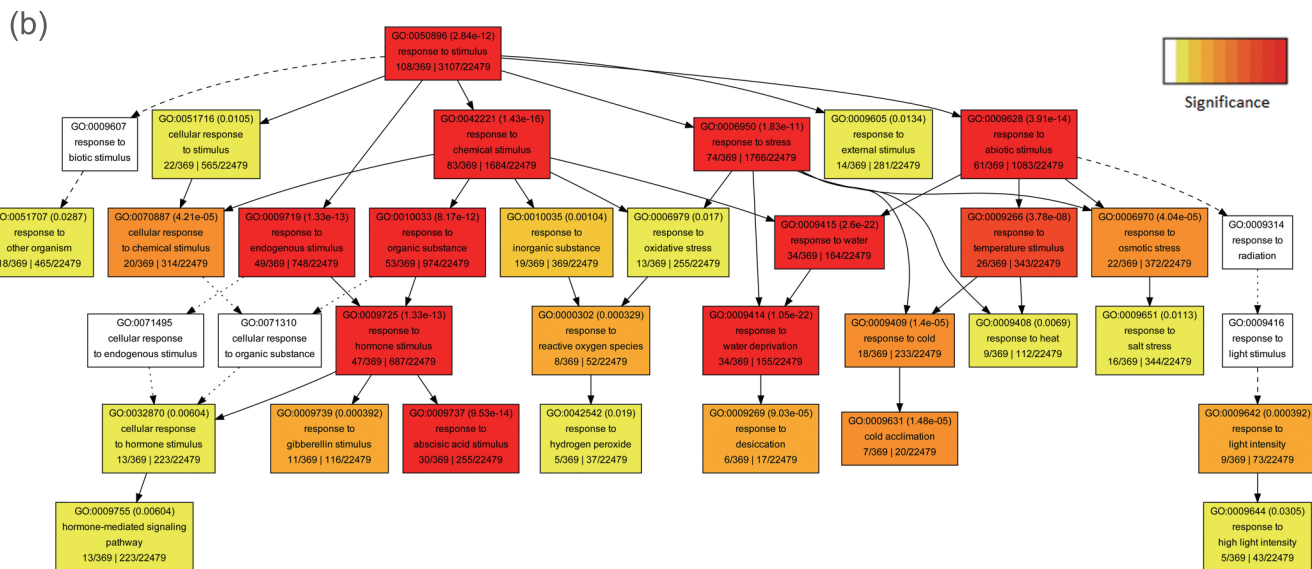 (b)
GO:0050896 (2.84e-12)
response to stimulus
108/369 | 3107/22479
Significance
GO:0009607
response to
biotic stimulus
GO:0051716 (0.0105)
cellular response
to stimulus
22/369 | 565/22479
GO:0042221 (1.43e-16)
response to
chemical stimulus
83/369 | 1684/22479
GO:0006950 (1.83e-11)
response to stress
74/369 | 1766/22479
GO:0009605 (0.0134)
response to
external stimulus
14/369 | 281/22479
GO:0009628 (3.91e-14)
response to
abiotic stimulus
61/369 | 1083/22479
GO:0051707 (0.0287)
response to
other organism
18/369 | 465/22479
GO:0070887 (4.21e-05)
cellular response
to chemical stimulus
20/369 | 314/22479
GO:0009719 (1.33e-13)
response to
endogenous stimulus
49/369 | 748/22479
GO:0010033 (8.17e-12)
response to
organic substance
53/369 | 974/22479
GO:0010035 (0.00104)
response to
inorganic substance
19/369 | 369/22479
GO:0006979 (0.017)
response to
oxidative stress
13/369 | 255/22479
GO:0009415 (2.6e-22)
response to water
34/369 | 164/22479
GO:0009266 (3.78e-08)
response to
temperature stimulus
26/369 | 343/22479
GO:0006970 (4.04e-05)
response to
osmotic stress
22/369 | 372/22479
GO:0009314
response to
radiation
GO:0071495
cellular response
to endogenous stimulus
GO:0071310
cellular response
to organic substance
GO:0009725 (1.33e-13)
response to
hormone stimulus
47/369 | 687/22479
GO:0000302 (0.000329)
response to
reactive oxygen species
8/369 | 52/22479
GO:0009414 (1.05e-22)
response to
water deprivation
34/369 | 155/22479
GO:0009409 (1.4e-05)
response to cold
18/369 | 233/22479
GO:0009408 (0.0069)
response to heat
9/369 | 112/22479
GO:0009651 (0.0113)
response to
salt stress
16/369 | 344/22479
GO:0009416
response to
light stimulus
GO:0032870 (0.00604)
cellular response
to hormone stimulus
13/369 | 223/22479
GO:0009739 (0.000392)
response to
gibberellin stimulus
11/369 | 116/22479
GO:0009737 (9.53e-14)
response to
abscisic acid stimulus
30/369 | 255/22479
GO:0042542 (0.019)
response to
hydrogen peroxide
5/369 | 37/22479
GO:0009269 (9.03e-05)
response to
desiccation
6/369 | 17/22479
GO:0009631 (1.48e-05)
cold acclimation
7/369 | 20/22479
GO:0009642 (0.000392)
response to
light intensity
9/369 | 73/22479
GO:0009755 (0.00604)
hormone-mediated signaling
pathway
13/369 | 223/22479
GO:0009644 (0.0305)
response to
high light intensity
5/369 | 43/22479